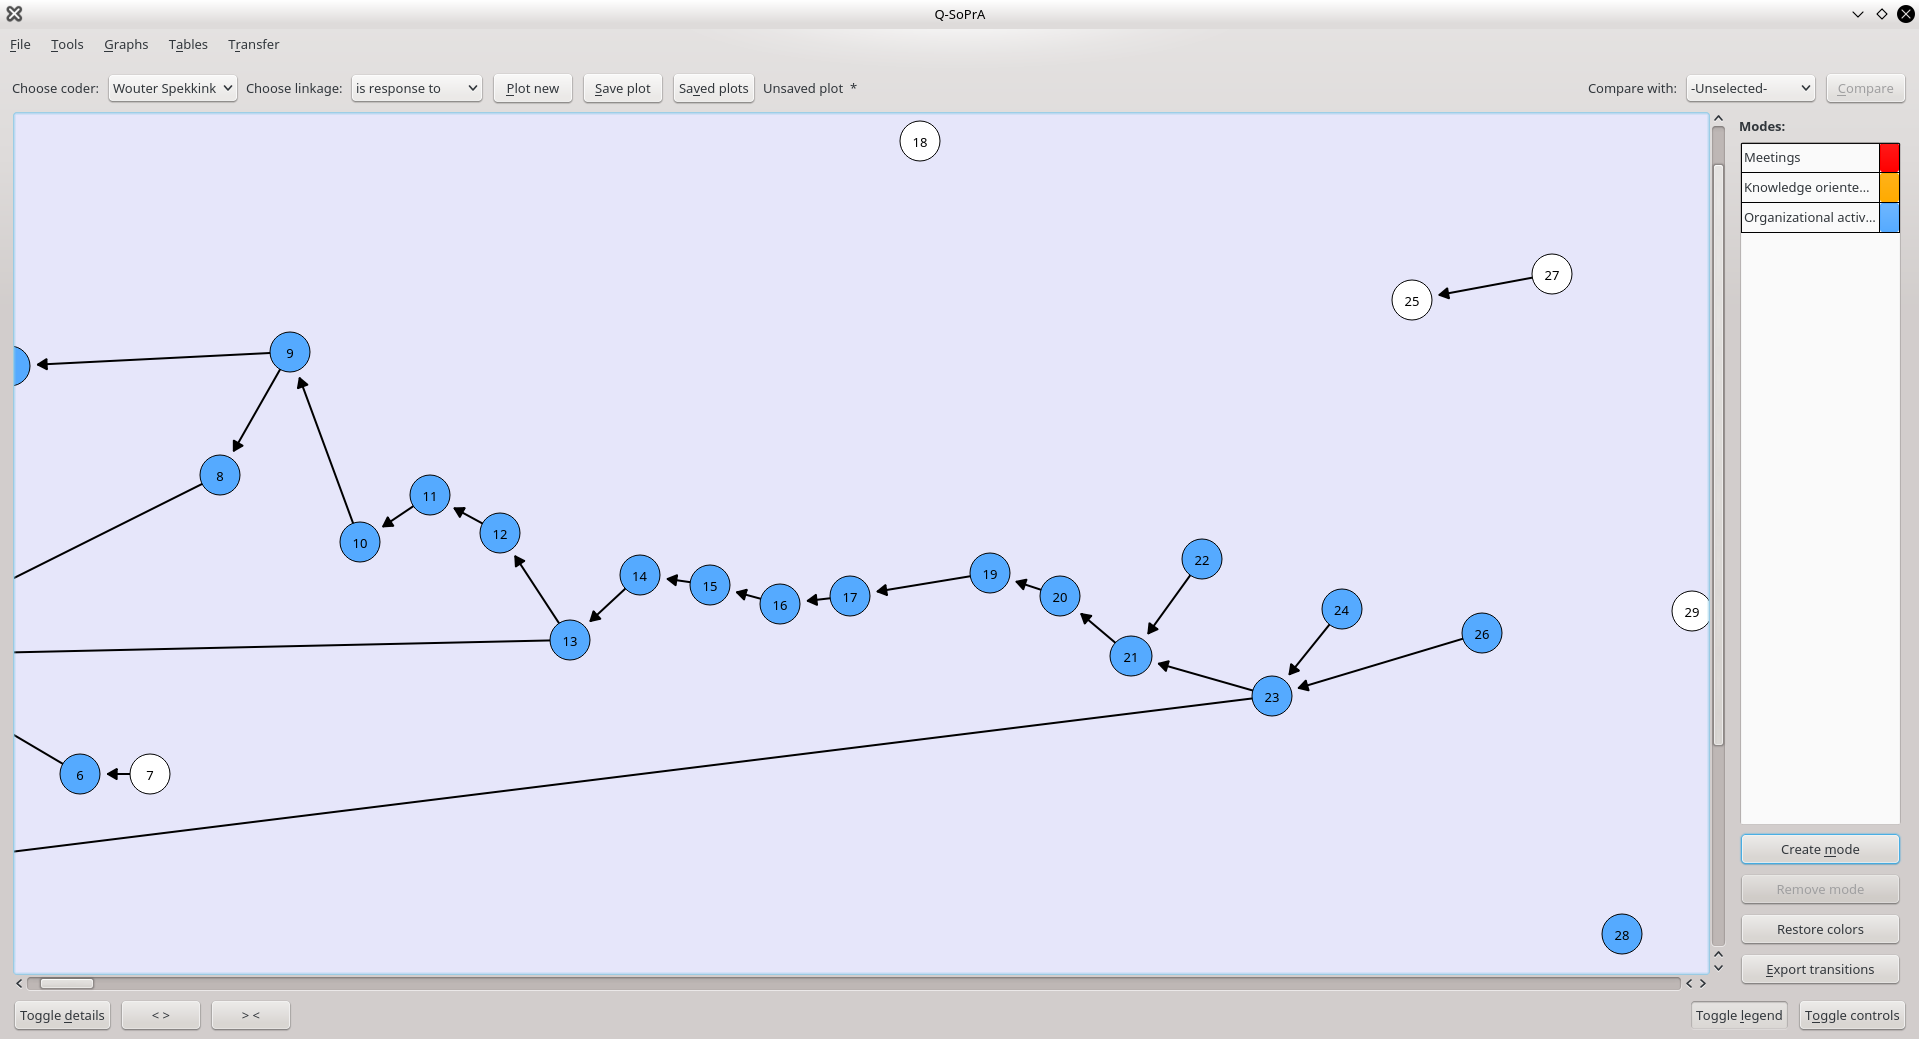 Q-SoPrA
File Tools Graphs Tables Transfer
Choose coder: Wouter Spekkink Choose linkage: is response to Plot new Save plot Saved plots Unsaved plot * Compare with: -Unselected- Compare
Modes:
Meetings
Knowledge oriente...
Organizational activ...
18
27
25
9
8
11
12
10
22
19
14
15
20
17
16
24
29
26
13
21
23
6
7
28
Create mode
Remove mode
Restore colors
Export transitions
Toggle details < > > < Toggle legend Toggle controls